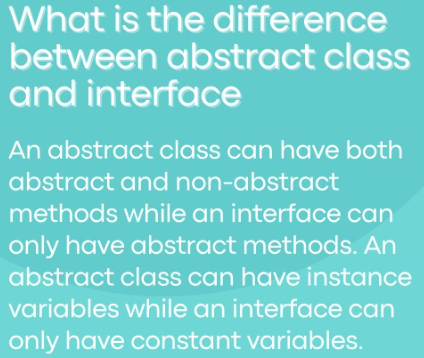 What is the difference
between abstract class
and interface
An abstract class can have both
abstract and non-abstract
methods while an interface can
only have abstract methods. An
abstract class can have instance
variables while an interface can
only have constant variables.